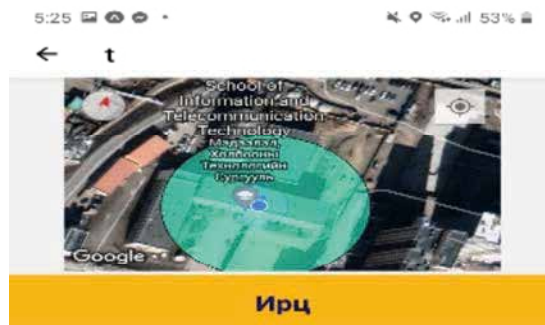 5:25 53%
t
School of
Information and
Telecommunication
Technology
Мэдээлэл,
Холбооны
Технологийн
Сургууль
Google
Ирц